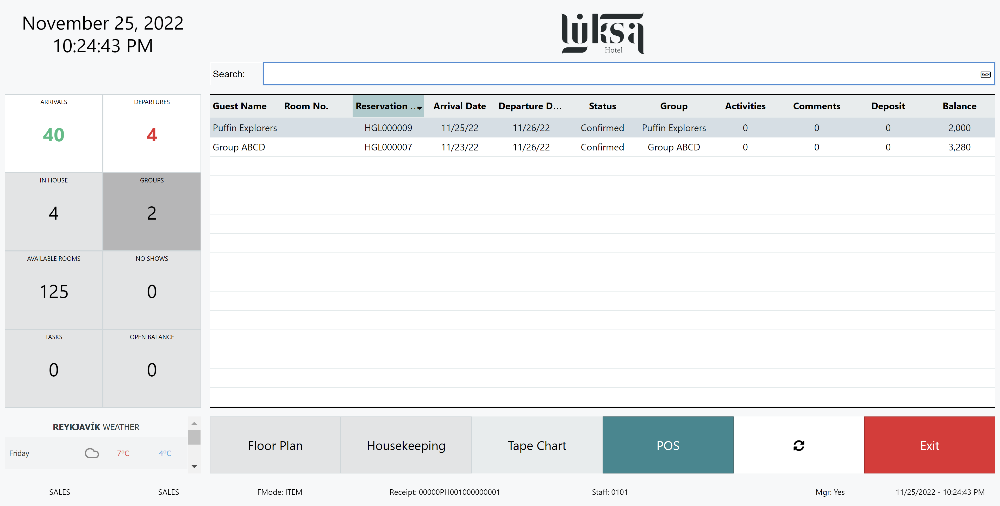 November 25, 2022
10:24:43 PM
lúksa
Hotel
Search:
ARRIVALS DEPARTURES
40 4
IN HOUSE GROUPS
4 2
AVAILABLE ROOMS NO SHOWS
125 0
TASKS OPEN BALANCE
0 0
Guest Name Room No. Reservation ... Arrival Date Departure D... Status Group Activities Comments Deposit Balance
Puffin Explorers HGL000009 11/25/22 11/26/22 Confirmed Puffin Explorers 0 0 0 2,000
Group ABCD HGL000007 11/23/22 11/26/22 Confirmed Group ABCD 0 0 0 3,280
REYKJAVÍK WEATHER
Friday 7°C 4°C
Floor Plan Housekeeping Tape Chart POS Exit
SALES SALES FMode: ITEM Receipt: 00000PH001000000001 Staff: 0101 Mgr: Yes 11/25/2022 - 10:24:43 PM